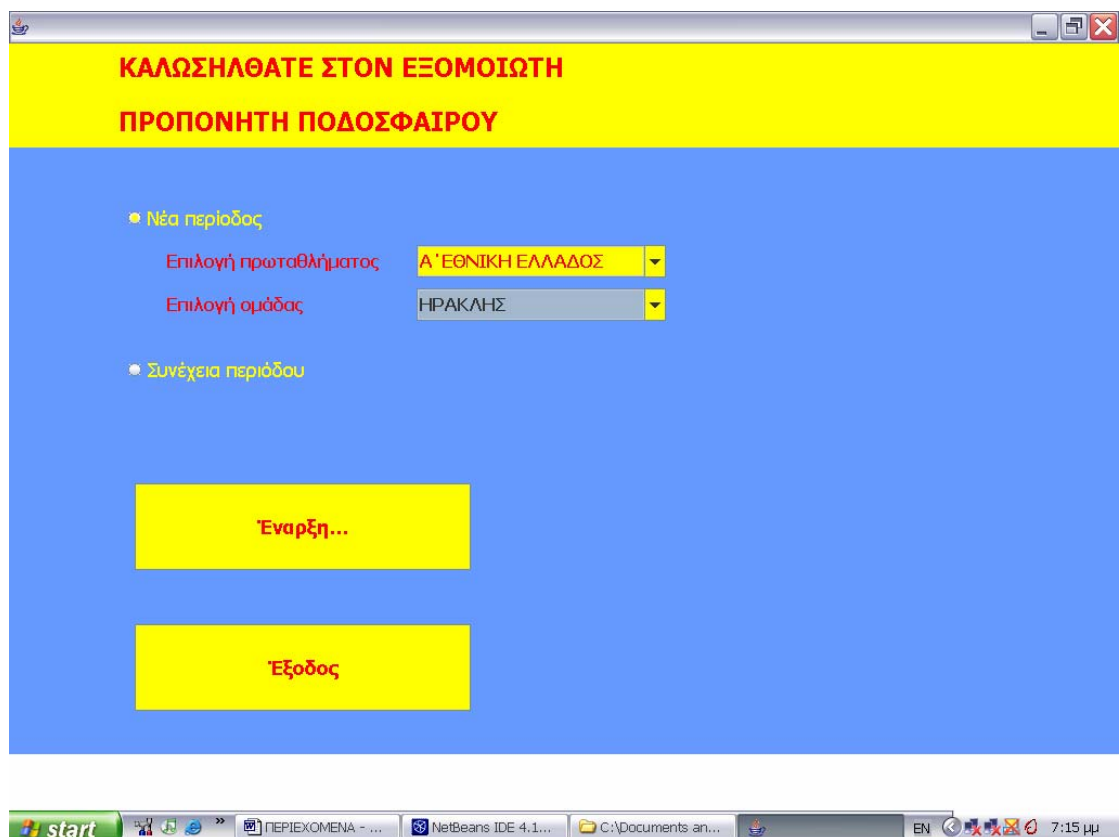 ΚΑΛΩΣΗΛΘΑΤΕ ΣΤΟΝ ΕΞΟΜΟΙΩΤΗ
ΠΡΟΠΟΝΗΤΗ ΠΟΔΟΣΦΑΙΡΟΥ
Νέα περίοδος
Επιλογή πρωταθλήματος Α΄ΕΘΝΙΚΗ ΕΛΛΑΔΟΣ
Επιλογή ομάδας ΗΡΑΚΛΗΣ
Συνέχεια περιόδου
Έναρξη...
Έξοδος
start » ΠΕΡΙΕΧΟΜΕΝΑ - ... NetBeans IDE 4.1... C:\Documents an... EN 7:15 μμ